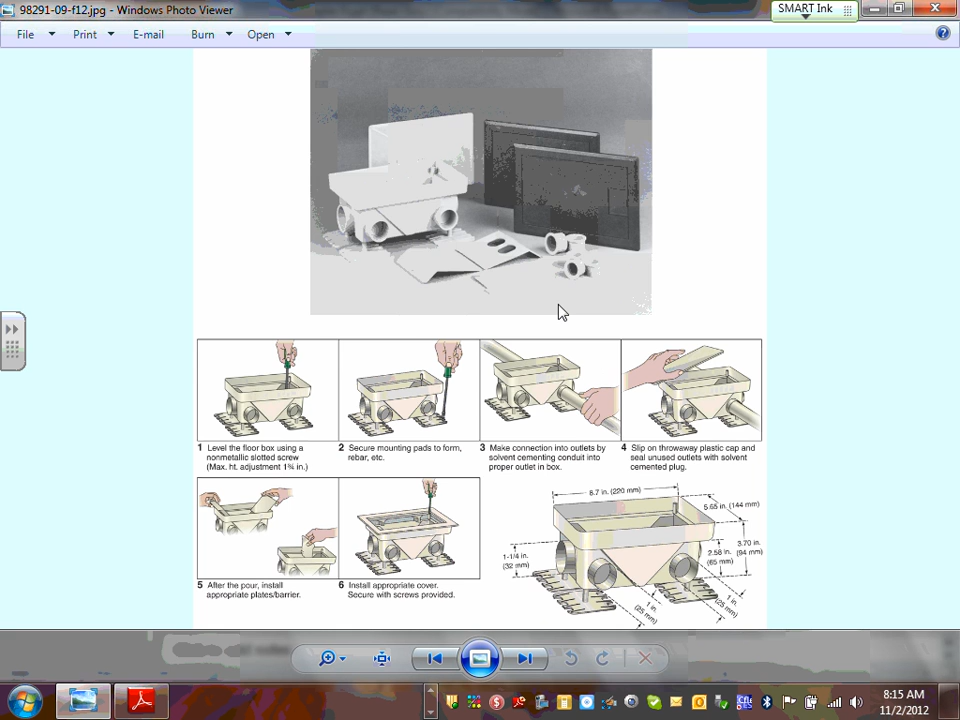 98291-09-f12.jpg - Windows Photo Viewer
SMART Ink
File Print E-mail Burn Open
1 Level the floor box using a
nonmetallic slotted screw
(Max. ht. adjustment 1¾ in.)
2 Secure mounting pads to form,
rebar, etc.
3 Make connection into outlets by
solvent cementing conduit into
proper outlet in box.
4 Slip on throwaway plastic cap and
seal unused outlets with solvent
cemented plug.
5 After the pour, install
appropriate plates/barrier.
6 Install appropriate cover.
Secure with screws provided.
8.7 in. (220 mm)
5.65 in. (144 mm)
3.70 in.
(94 mm)
2.58 in.
(65 mm)
1-1/4 in.
(32 mm)
1 in.
(25 mm)
1 in.
(25 mm)
8:15 AM
11/2/2012